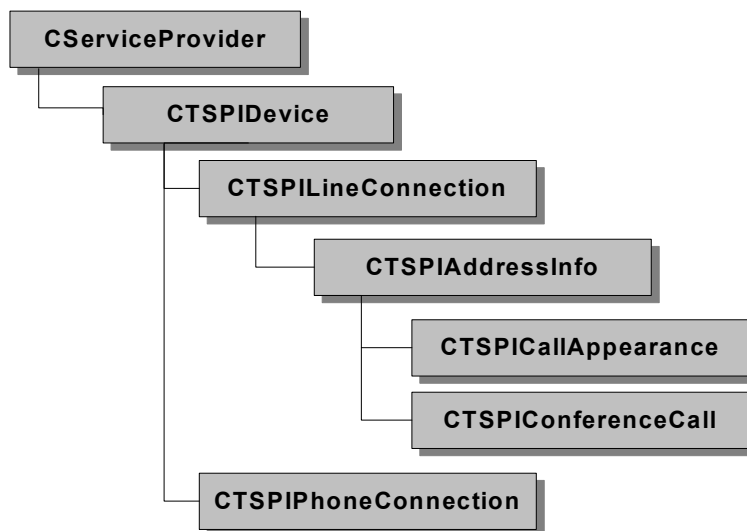 CServiceProvider
CTSPIDevice
CTSPILineConnection
CTSPIAddressInfo
CTSPICallAppearance
CTSPIConferenceCall
CTSPIPhoneConnection